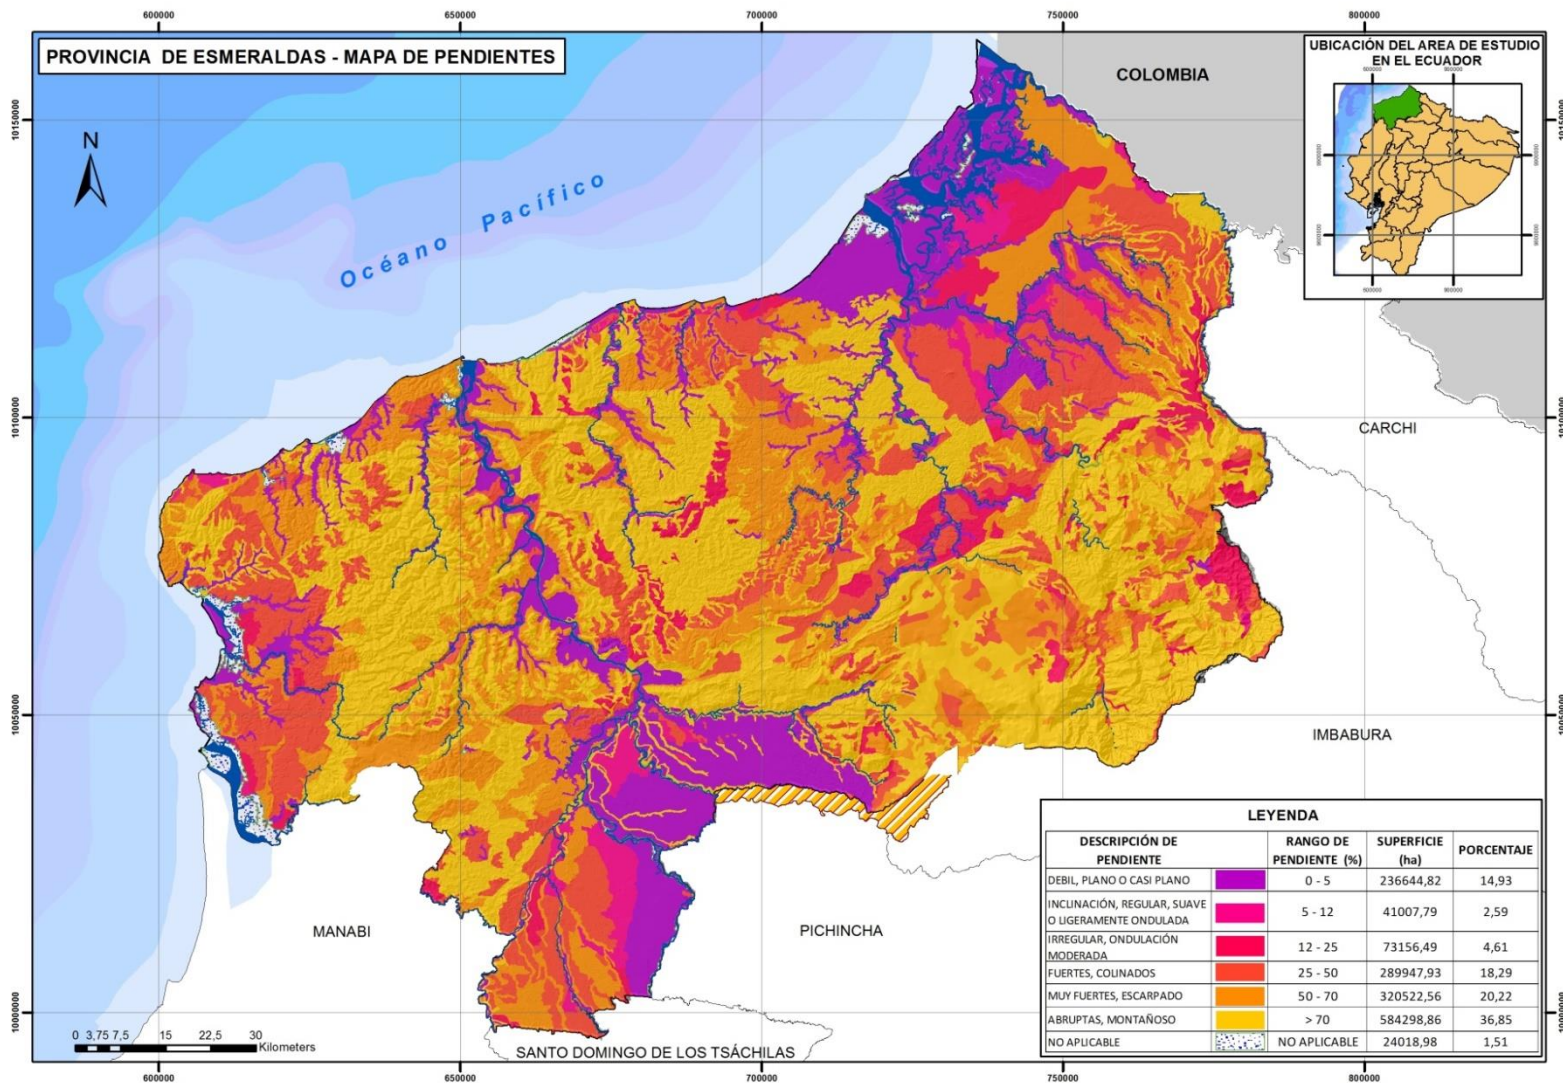 600000 650000 700000 750000 800000
PROVINCIA DE ESMERALDAS - MAPA DE PENDIENTES
COLOMBIA
UBICACIÓN DEL AREA DE ESTUDIO
EN EL ECUADOR
N
10150000
Océano Pacífico
10100000
CARCHI
10050000
IMBABURA
MANABI
PICHINCHA
SANTO DOMINGO DE LOS TSÁCHILAS
LEYENDA
DESCRIPCIÓN DE PENDIENTE RANGO DE PENDIENTE (%) SUPERFICIE (ha) PORCENTAJE
DEBIL, PLANO O CASI PLANO 0 - 5 236644,82 14,93
INCLINACIÓN, REGULAR, SUAVE
O LIGERAMENTE ONDULADA 5 - 12 41007,79 2,59
IRREGULAR, ONDULACIÓN
MODERADA 12 - 25 73156,49 4,61
FUERTES, COLINADOS 25 - 50 289947,93 18,29
MUY FUERTES, ESCARPADO 50 - 70 320522,56 20,22
ABRUPTAS, MONTAÑOSO > 70 584298,86 36,85
NO APLICABLE NO APLICABLE 24018,98 1,51
0 3,75 7,5 15 22,5 30
Kilometers
600000 650000 700000 750000 800000